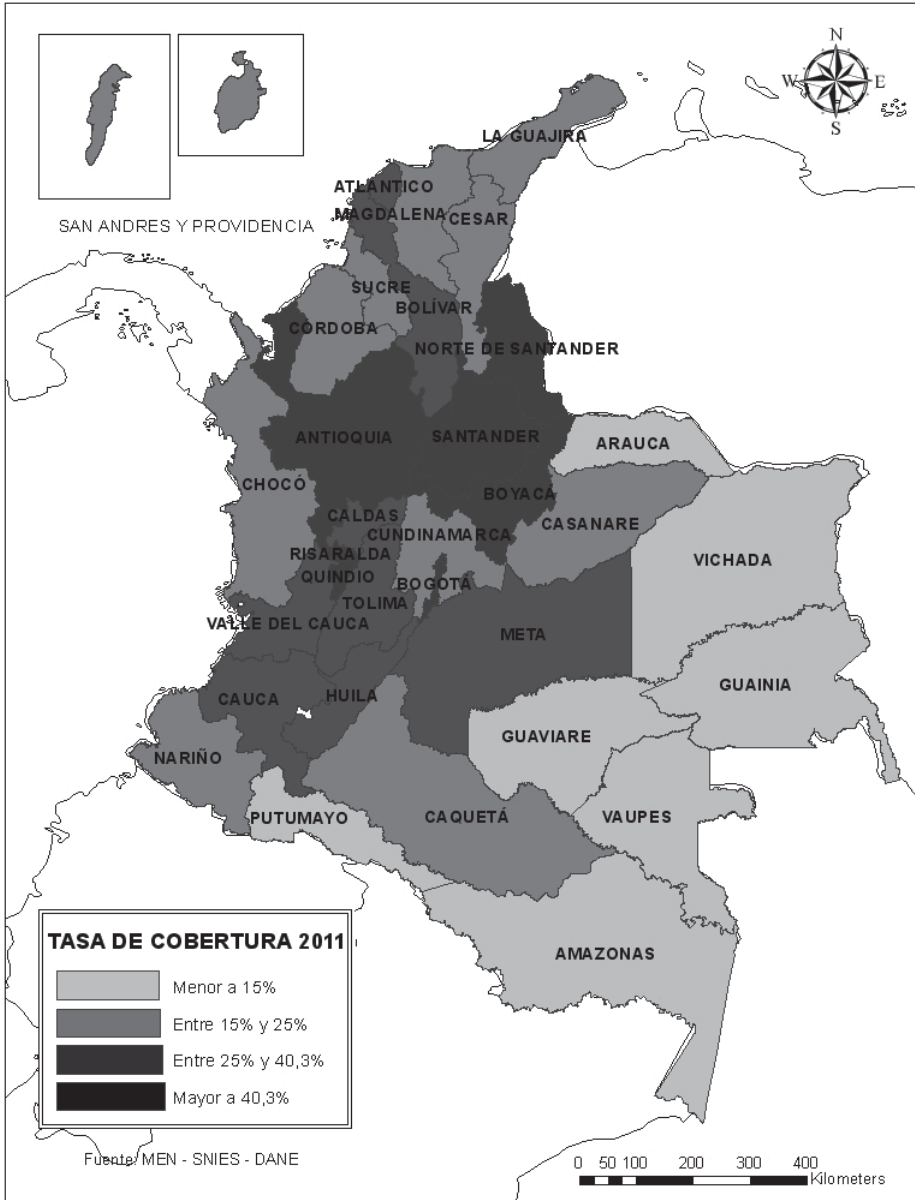 N
W E
S
LA GUAJIRA
ATLANTICO
MAGDALENA
CESAR
SAN ANDRES Y PROVIDENCIA
SUCRE
BOLÍVAR
CÓRDOBA
NORTE DE SANTANDER
ANTIOQUIA
SANTANDER
ARAUCA
CHOCÓ
BOYACÁ
CALDAS
CASANARE
CUNDINAMARCA
RISARALDA
VICHADA
QUINDIO
BOGOTÁ
TOLIMA
VALLE DEL CAUCA
META
GUAINIA
CAUCA
HUILA
GUAVIARE
NARIÑO
PUTUMAYO
CAQUETÁ
VAUPES
AMAZONAS
TASA DE COBERTURA 2011
Menor a 15%
Entre 15% y 25%
Entre 25% y 40,3%
Mayor a 40,3%
Fuente: MEN - SNIES - DANE
0 50 100 200 300 400
Kilometers